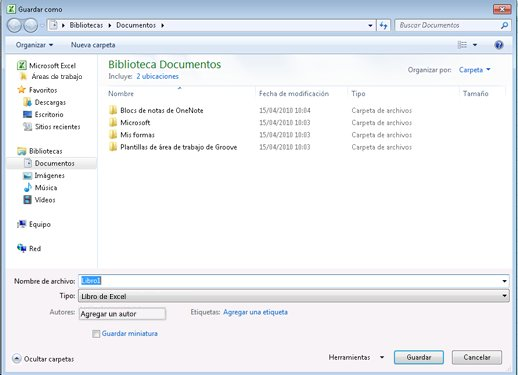 Guardar como
Bibliotecas Documentos
Buscar Documentos
Organizar Nueva carpeta
Microsoft Excel
Áreas de trabajo
Favoritos
Descargas
Escritorio
Sitios recientes
Bibliotecas
Documentos
Imágenes
Música
Vídeos
Equipo
Red
Biblioteca Documentos
Incluye: 2 ubicaciones
Organizar por: Carpeta
Nombre Fecha de modificación Tipo Tamaño
Blocs de notas de OneNote 15/04/2010 10:04 Carpeta de archivos
Microsoft 15/04/2010 10:03 Carpeta de archivos
Mis formas 15/04/2010 10:03 Carpeta de archivos
Plantillas de área de trabajo de Groove 15/04/2010 10:03 Carpeta de archivos
Nombre de archivo: Libro1
Tipo: Libro de Excel
Autores: Agregar un autor Etiquetas: Agregar una etiqueta
Guardar miniatura
Ocultar carpetas Herramientas Guardar Cancelar